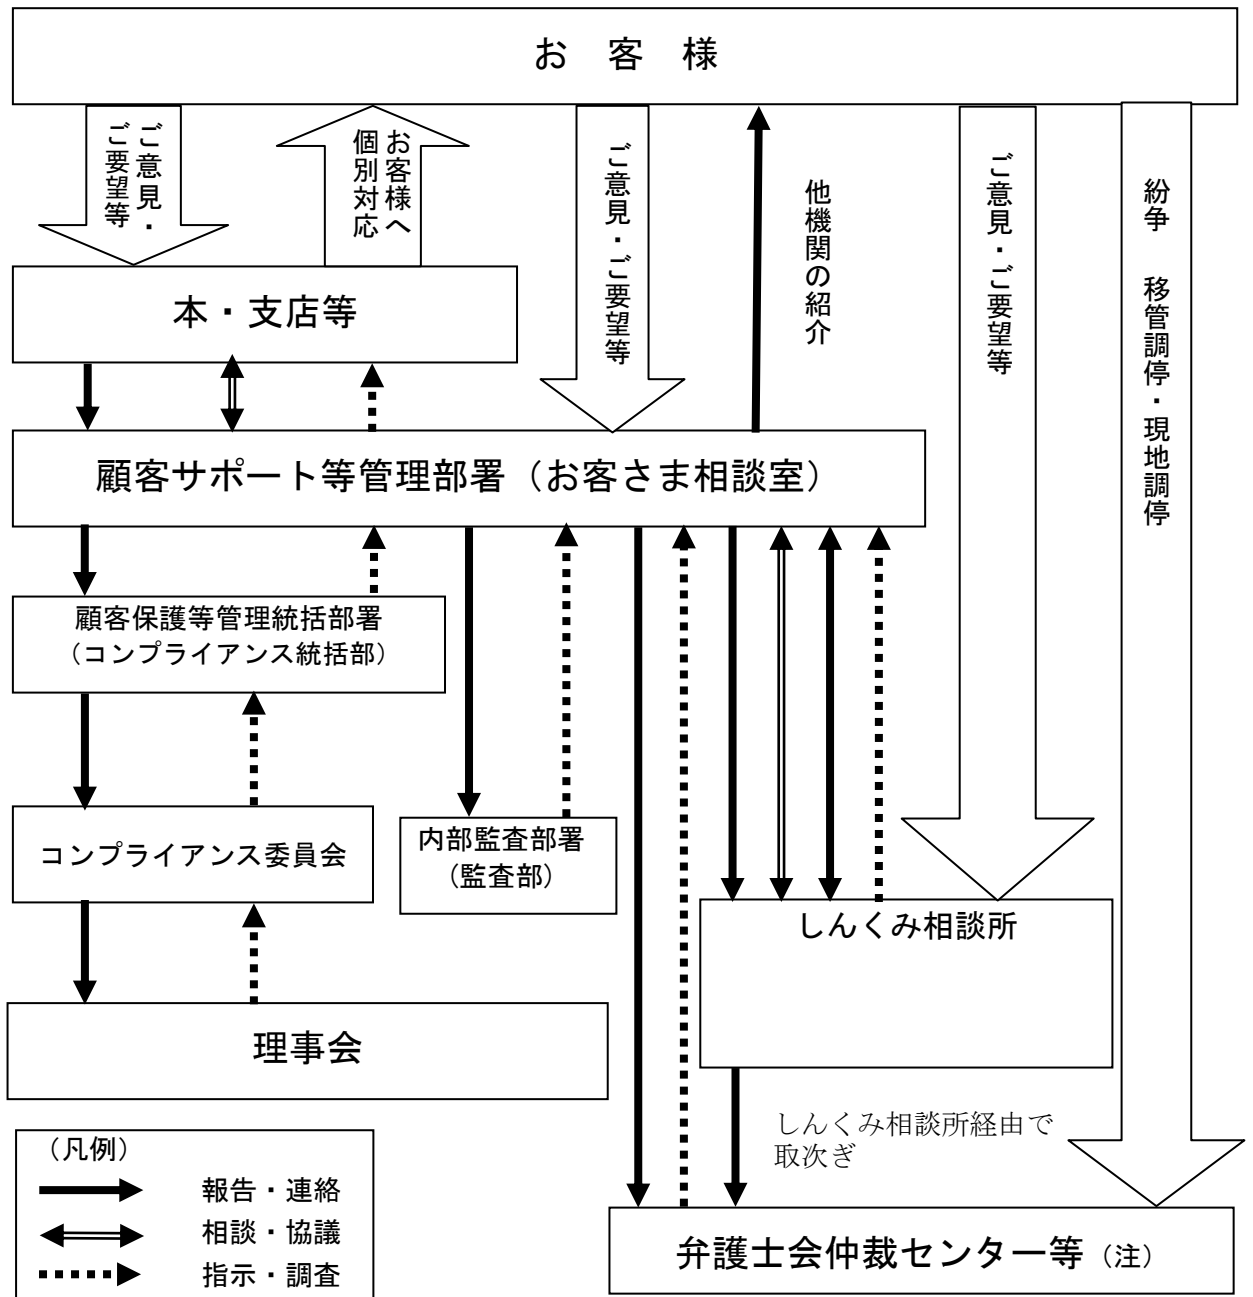 お　客　様
ご意見・
ご要望等
お客様へ
個別対応
ご意見・ご要望等
他機関の紹介
ご意見・ご要望等
紛争　移管調停・現地調停
本・支店等
顧客サポート等管理部署（お客さま相談室）
顧客保護等管理統括部署
（コンプライアンス統括部）
コンプライアンス委員会
内部監査部署
（監査部）
しんくみ相談所
理事会
しんくみ相談所経由で
取次ぎ
弁護士会仲裁センター等（注）
（凡例）
報告・連絡
相談・協議
指示・調査